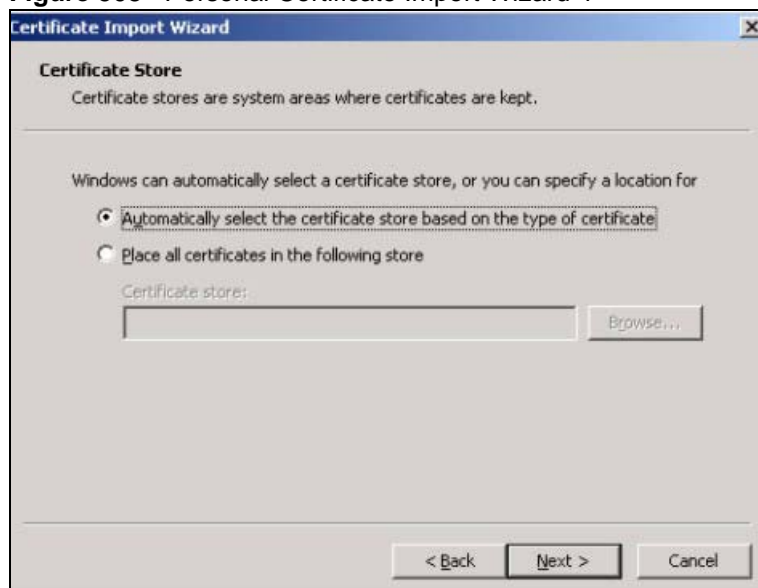 Certificate Import Wizard
Certificate Store
Certificate stores are system areas where certificates are kept.
Windows can automatically select a certificate store, or you can specify a location for
Automatically select the certificate store based on the type of certificate
Place all certificates in the following store
Certificate store:
Browse...
< Back Next > Cancel